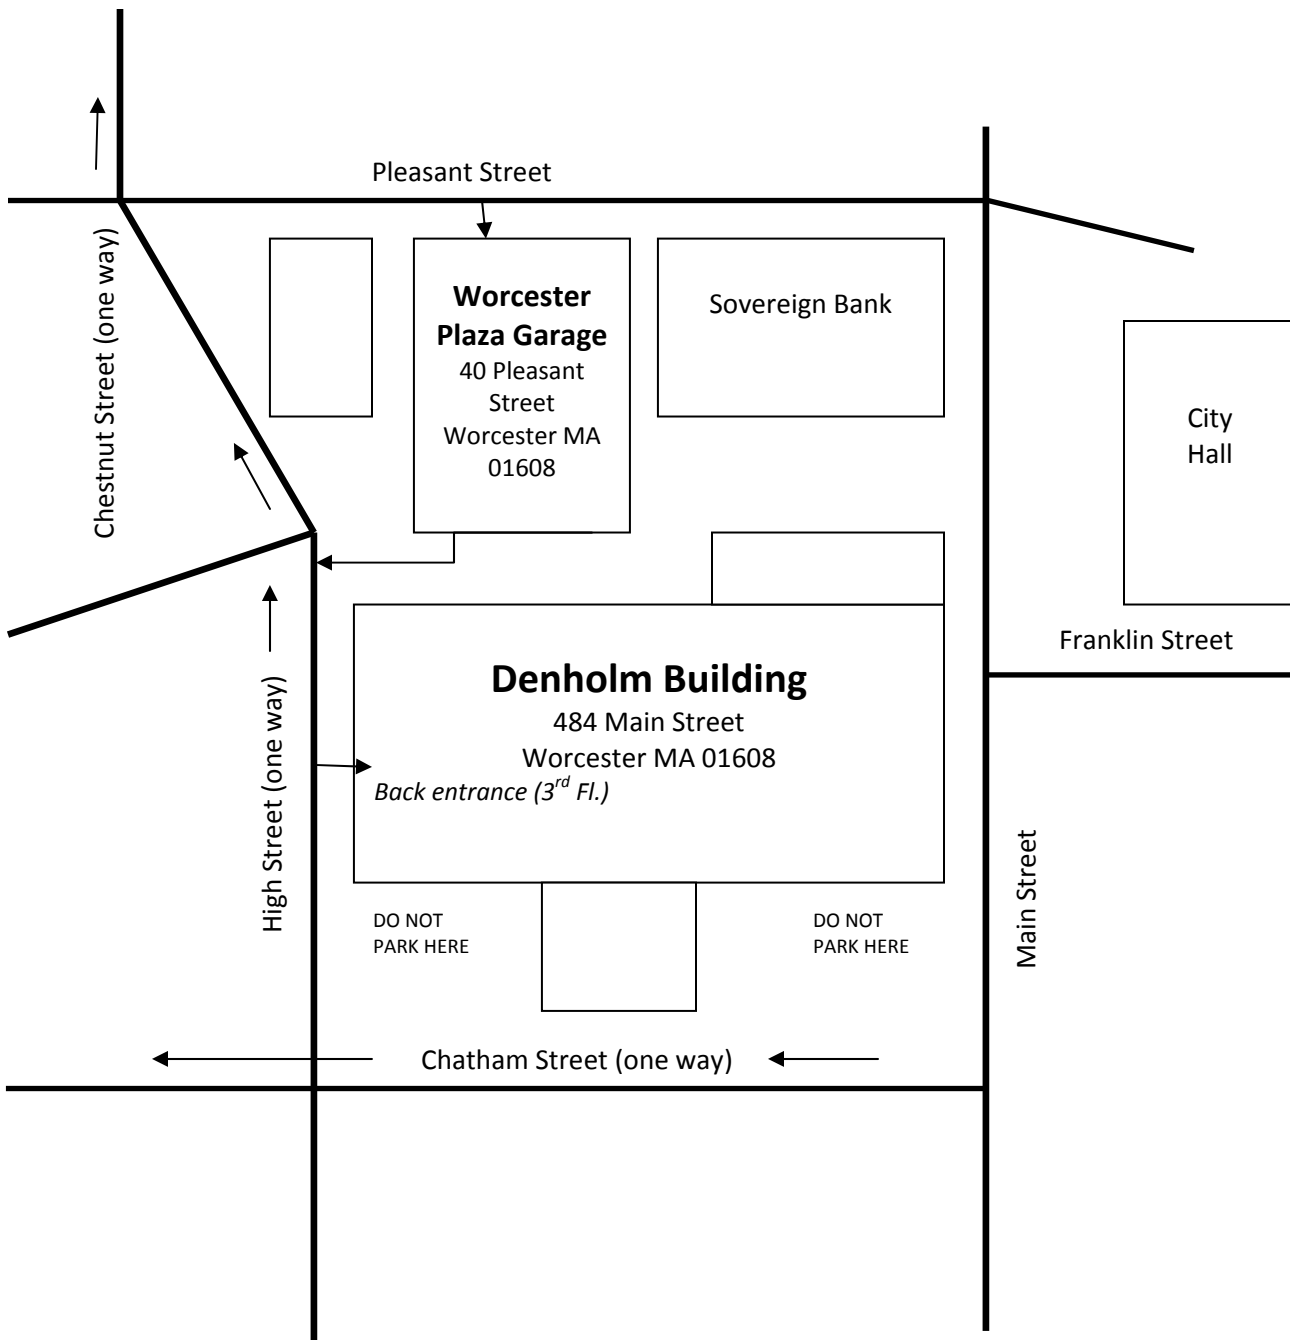 Pleasant Street
Chestnut Street (one way)
Worcester
Plaza Garage
40 Pleasant
Street
Worcester MA
01608
Sovereign Bank
City
Hall
Franklin Street
Denholm Building
484 Main Street
Worcester MA 01608
Back entrance (3rd Fl.)
High Street (one way)
Main Street
DO NOT
PARK HERE
DO NOT
PARK HERE
Chatham Street (one way)